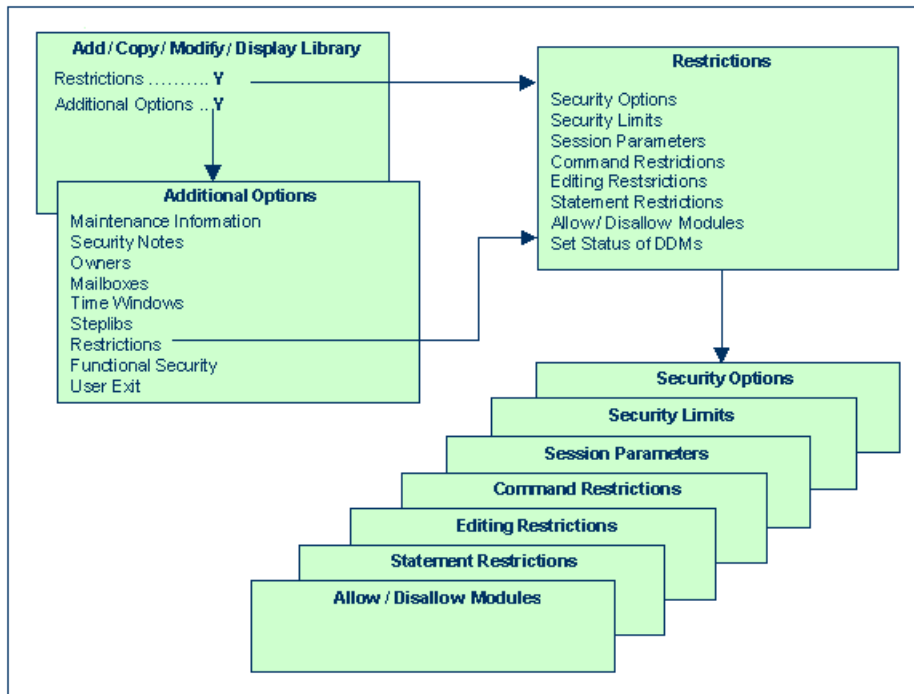 Add / Copy / Modify / Display Library
Restrictions .......... Y
Additional Options .. Y
Additional Options
Maintenance Information
Security Notes
Owners
Mailboxes
Time Windows
Steplibs
Restrictions
Functional Security
User Exit
Restrictions
Security Options
Security Limits
Session Parameters
Command Restrictions
Editing Restsrictions
Statement Restrictions
Allow/ Disallow Modules
Set Status of DDMs
Security Options
Security Limits
Session Parameters
Command Restrictions
Editing Restrictions
Statement Restrictions
Allow / Disallow Modules